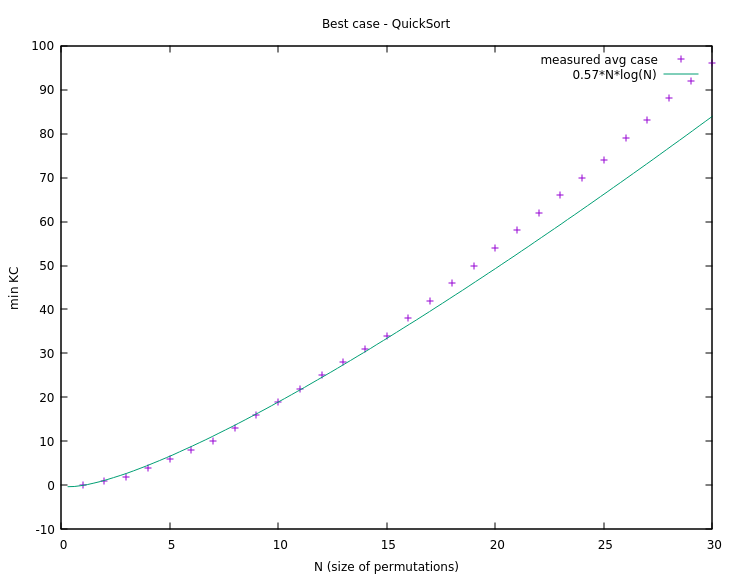 Best case - QuickSort
100
90
80
70
60
50
40
30
20
10
0
-10
measured avg case
0.57*N*log(N)
min KC
0 5 10 15 20 25 30
N (size of permutations)